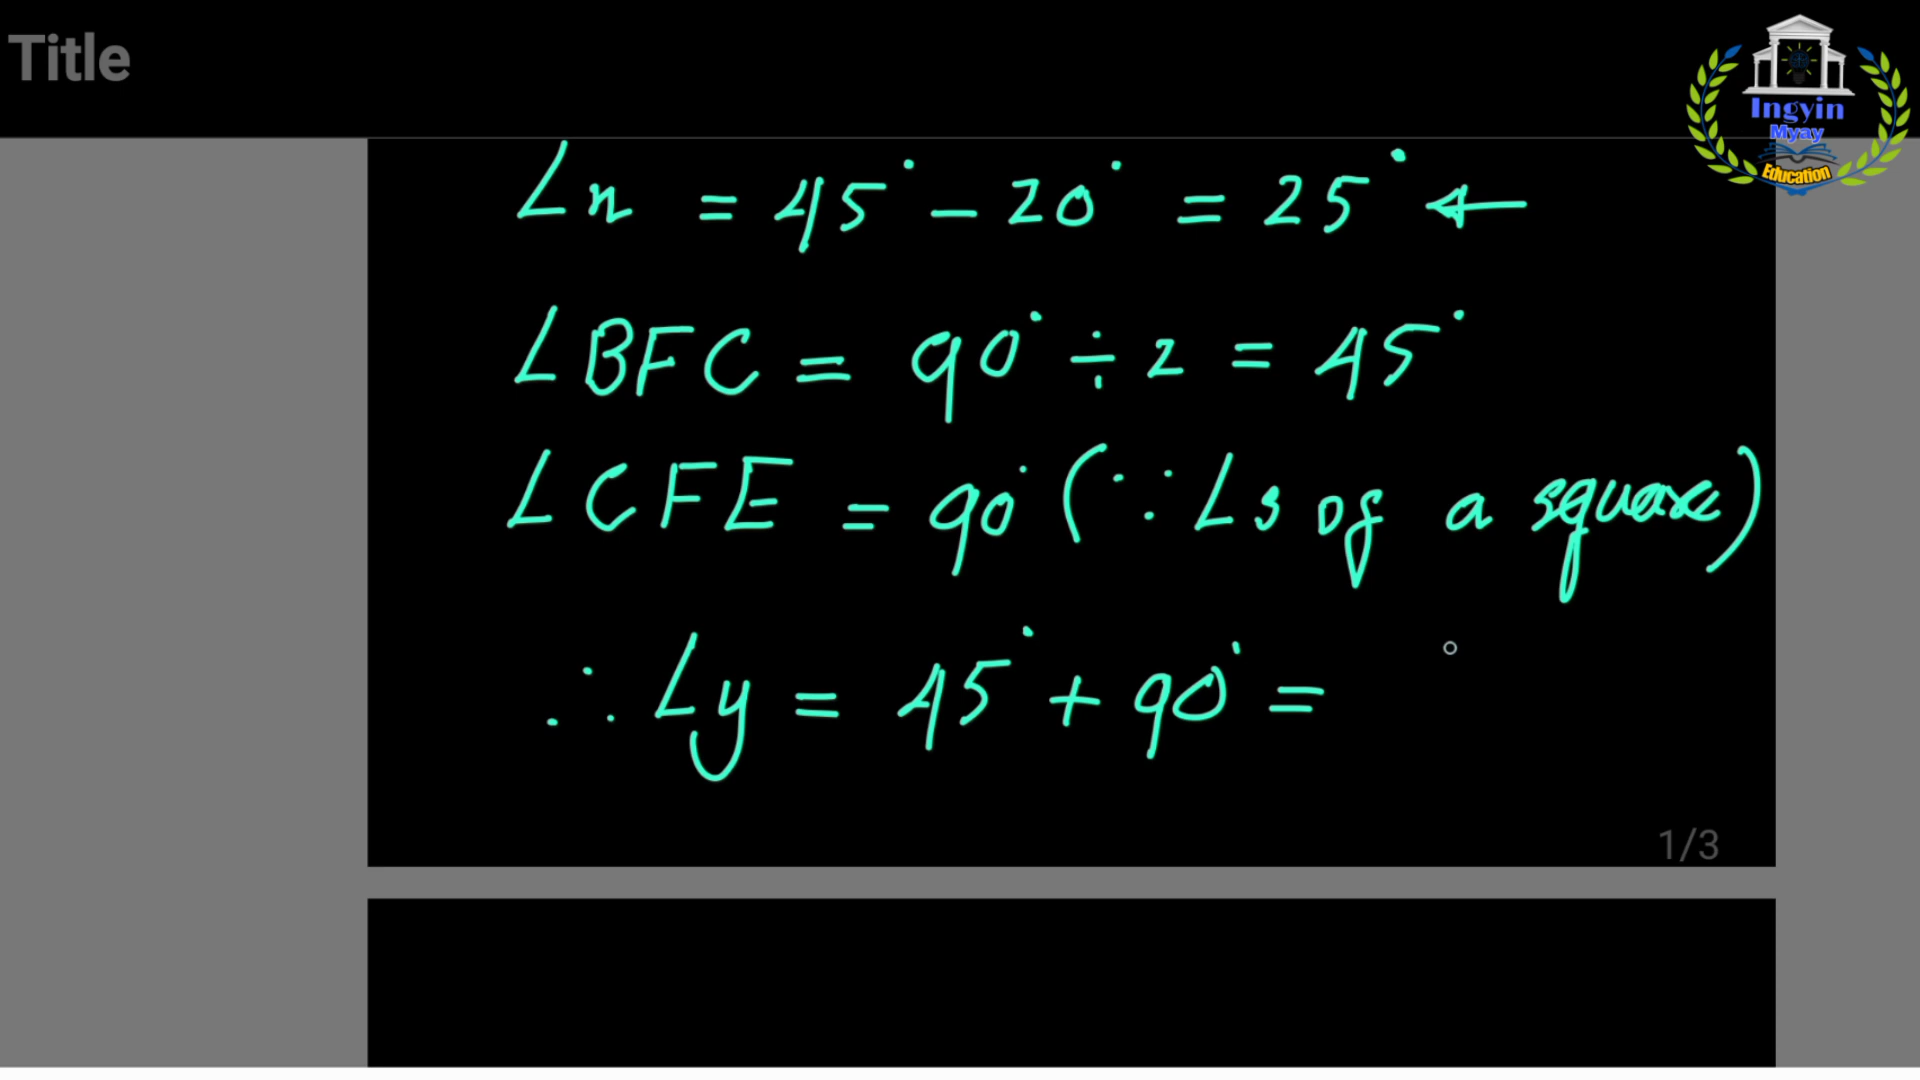 Title
Ingyin
Myay
Education
∠x = 45° - 20° = 25° ←
∠BFC = 90° ÷ 2 = 45°
∠CFE = 90° (∵ ∠s of a square)
∴ ∠y = 45° + 90° =
1/3